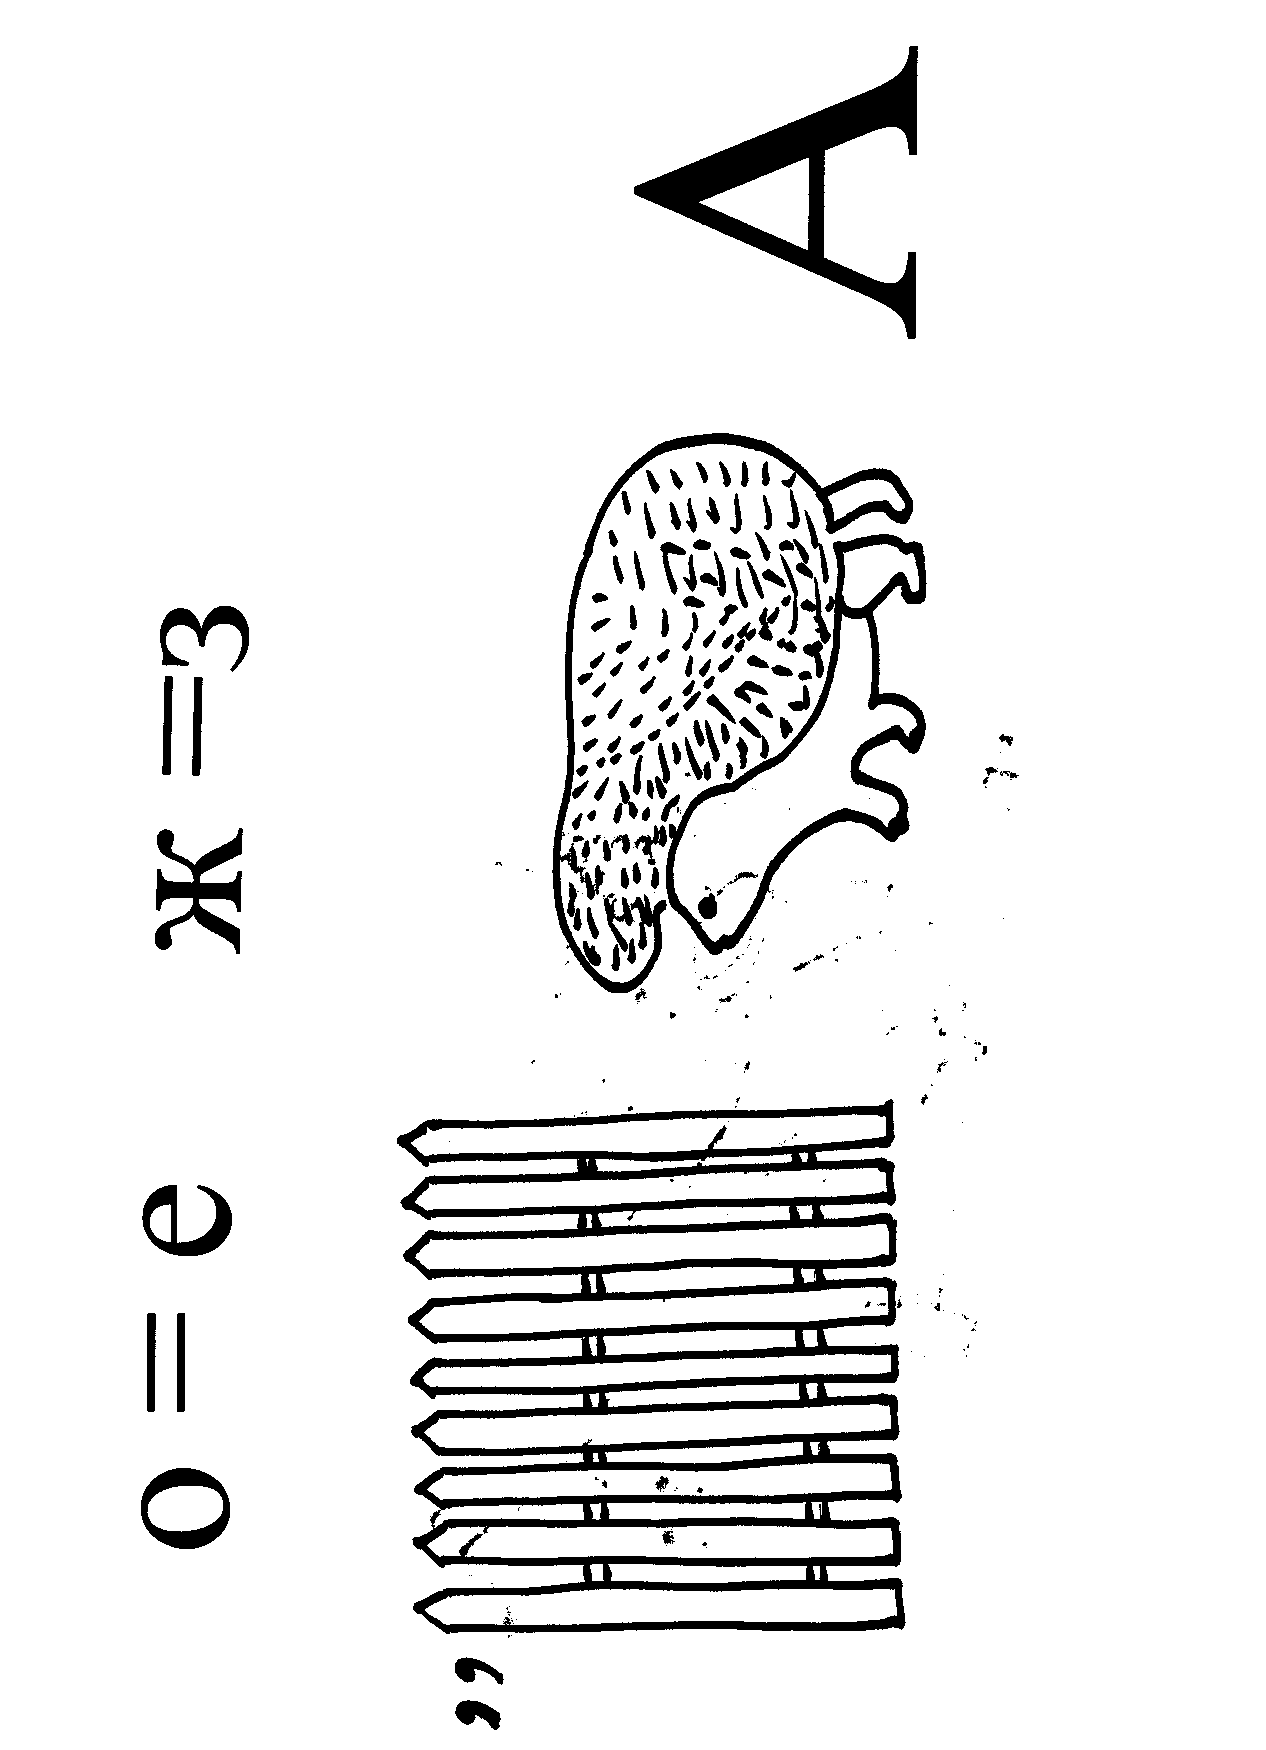 о = е ж = з
,, А